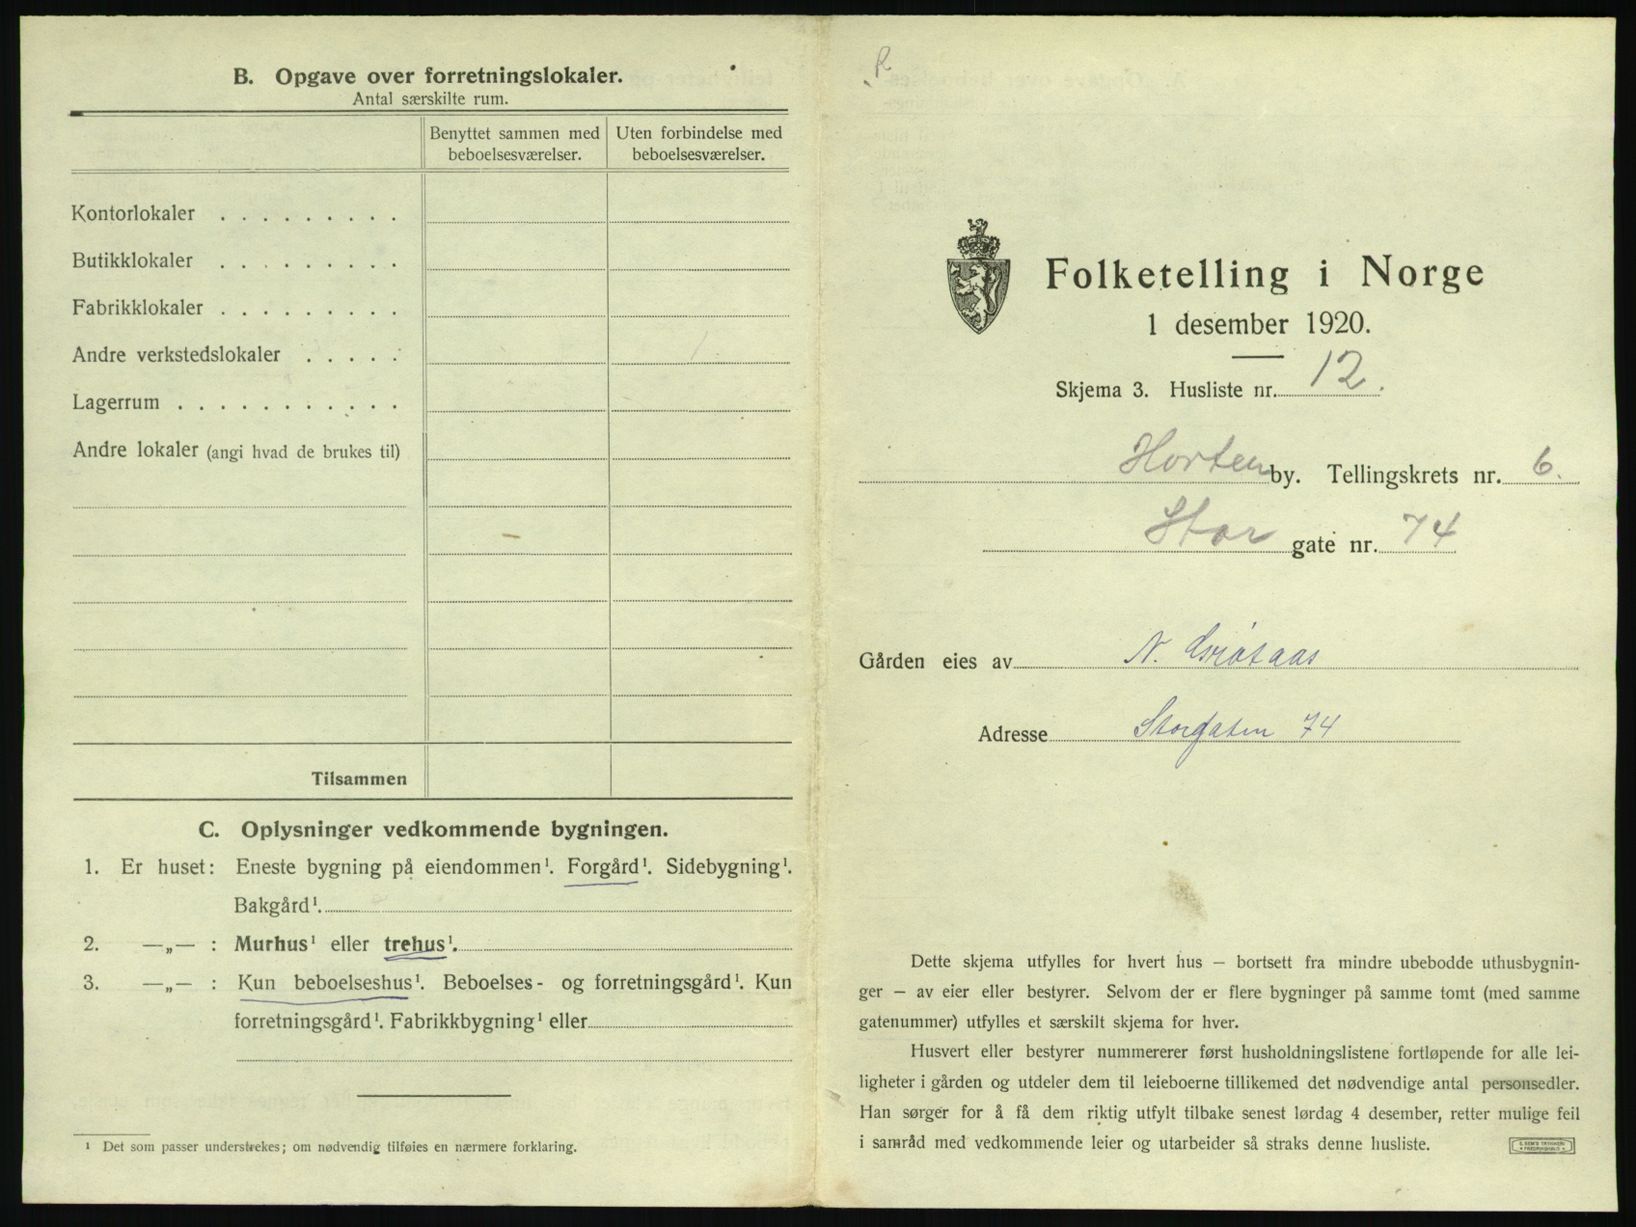 B. Opgave over forretningslokaler.
Antal særskilte rum.
Benyttet sammen med beboelsesværelser.
Uten forbindelse med beboelsesværelser.
Kontorlokaler . . . . . . . . .
Butikklokaler . . . . . . . .
Fabrikklokaler . . . . . . . . .
Andre verkstedslokaler . . . . .
Lagerrum . . . . . . . . . . .
Andre lokaler (angi hvad de brukes til)
Tilsammen
C. Oplysninger vedkommende bygningen.
1. Er huset: Eneste bygning på eiendommen¹. Forgård¹. Sidebygning¹.
Bakgård¹.
2. —„— : Murhus¹ eller trehus¹.
3. —„— : Kun beboelseshus¹. Beboelses- og forretningsgård¹. Kun
forretningsgård¹. Fabrikkbygning¹ eller
¹ Det som passer understrekes; om nødvendig tilføies en nærmere forklaring.
R
Folketelling i Norge
1 desember 1920.
Skjema 3. Husliste nr. 12.
Horten by. Tellingskrets nr. 6.
Stor gate nr. 74
Gården eies av N.
Adresse Storgaten 74
Dette skjema utfylles for hvert hus — bortsett fra mindre ubebodde uthusbygnin-
ger — av eier eller bestyrer. Selvom der er flere bygninger på samme tomt (med samme
gatenummer) utfylles et særskilt skjema for hver.
Husvert eller bestyrer nummererer først husholdningslistene fortløpende for alle lei-
ligheter i gården og utdeler dem til leieboerne tillikemed det nødvendige antal personsedler.
Han sørger for å få dem riktig utfylt tilbake senest lørdag 4 desember, retter mulige feil
i samråd med vedkommende leier og utarbeider så straks denne husliste.